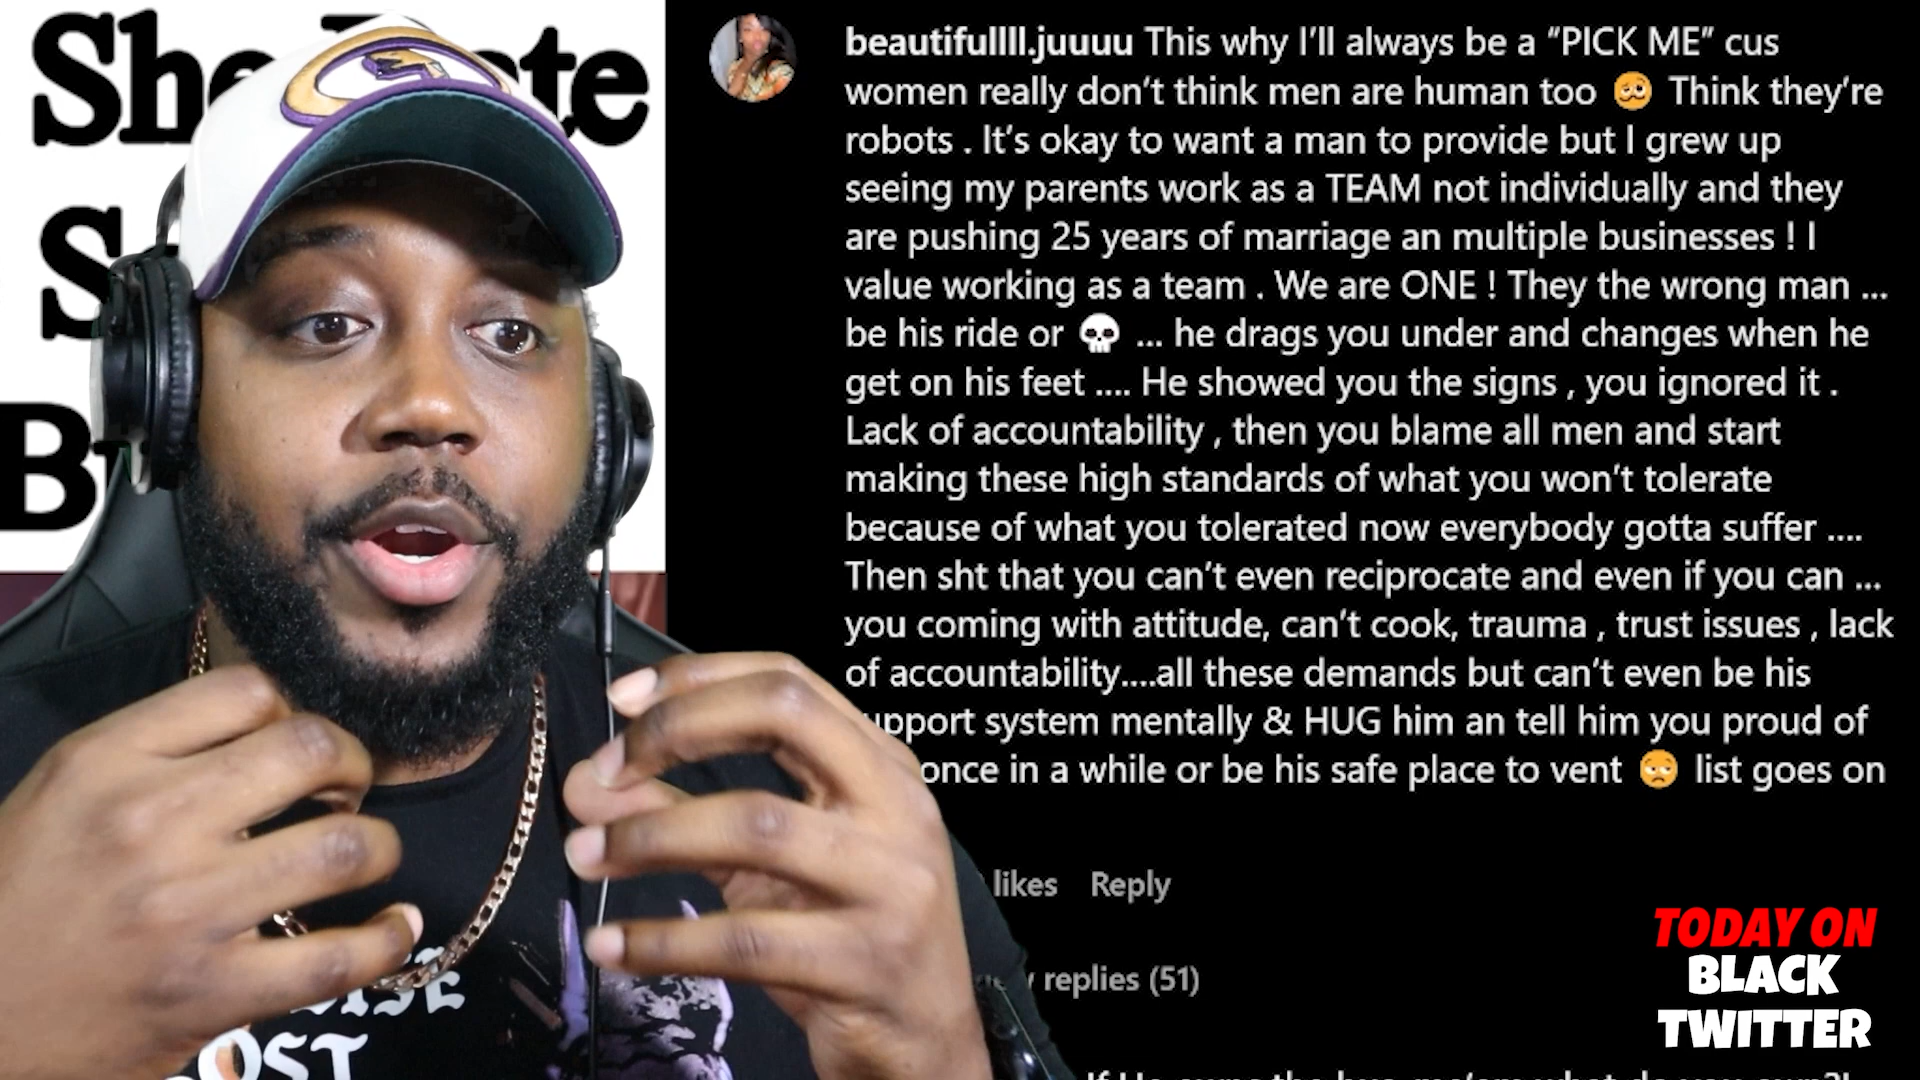 beautifullll.juuuu This why I'll always be a "PICK ME" cus
women really don't think men are human too 🥴 Think they're
robots . It's okay to want a man to provide but I grew up
seeing my parents work as a TEAM not individually and they
are pushing 25 years of marriage an multiple businesses ! I
value working as a team . We are ONE ! They the wrong man ...
be his ride or 💀 ... he drags you under and changes when he
get on his feet .... He showed you the signs , you ignored it .
Lack of accountability , then you blame all men and start
making these high standards of what you won't tolerate
because of what you tolerated now everybody gotta suffer ....
Then sht that you can't even reciprocate and even if you can ...
you coming with attitude, can't cook, trauma , trust issues , lack
of accountability....all these demands but can't even be his
support system mentally & HUG him an tell him you proud of
once in a while or be his safe place to vent 😞 list goes on
likes Reply
replies (51)
TODAY ON
BLACK
TWITTER